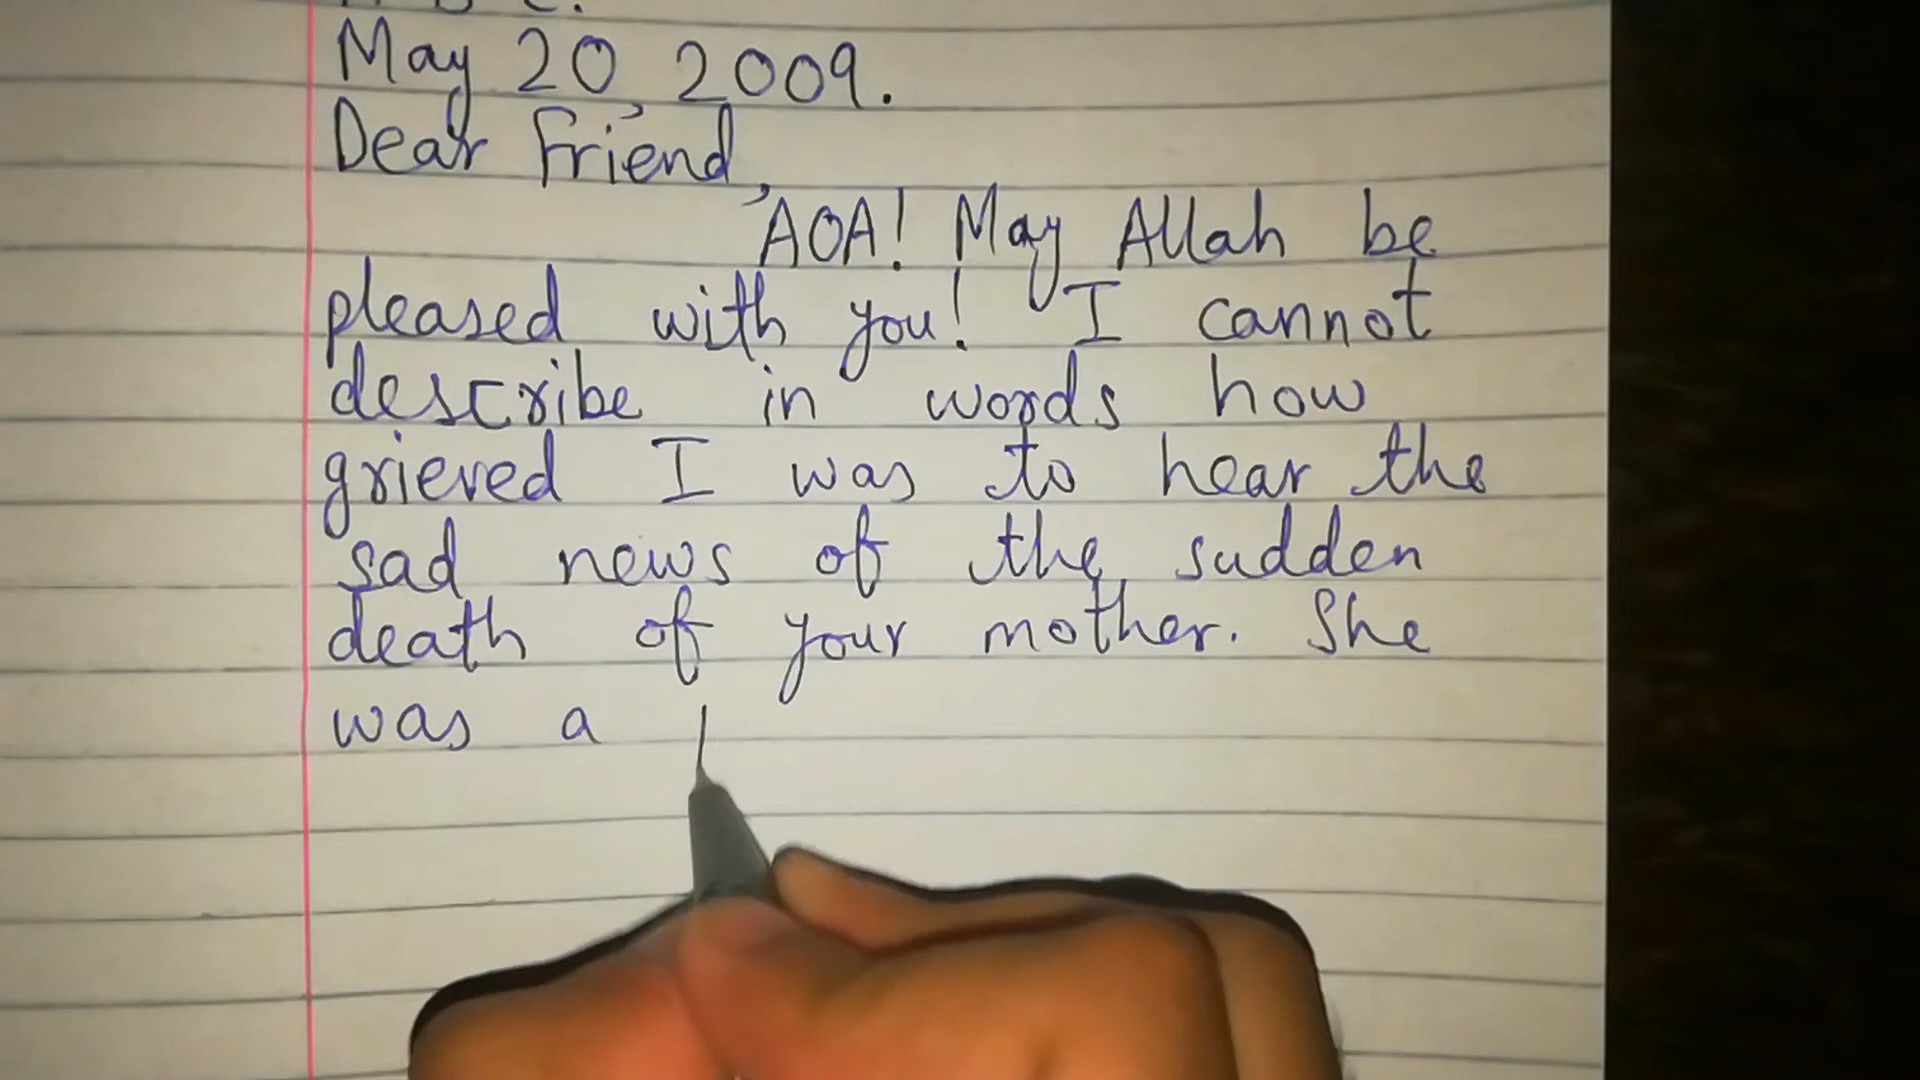 May 20, 2009.
Dear Friend,
AOA! May Allah be
pleased with you! I cannot
describe in words how
grieved I was to hear the
sad news of the sudden
death of your mother. She
was a